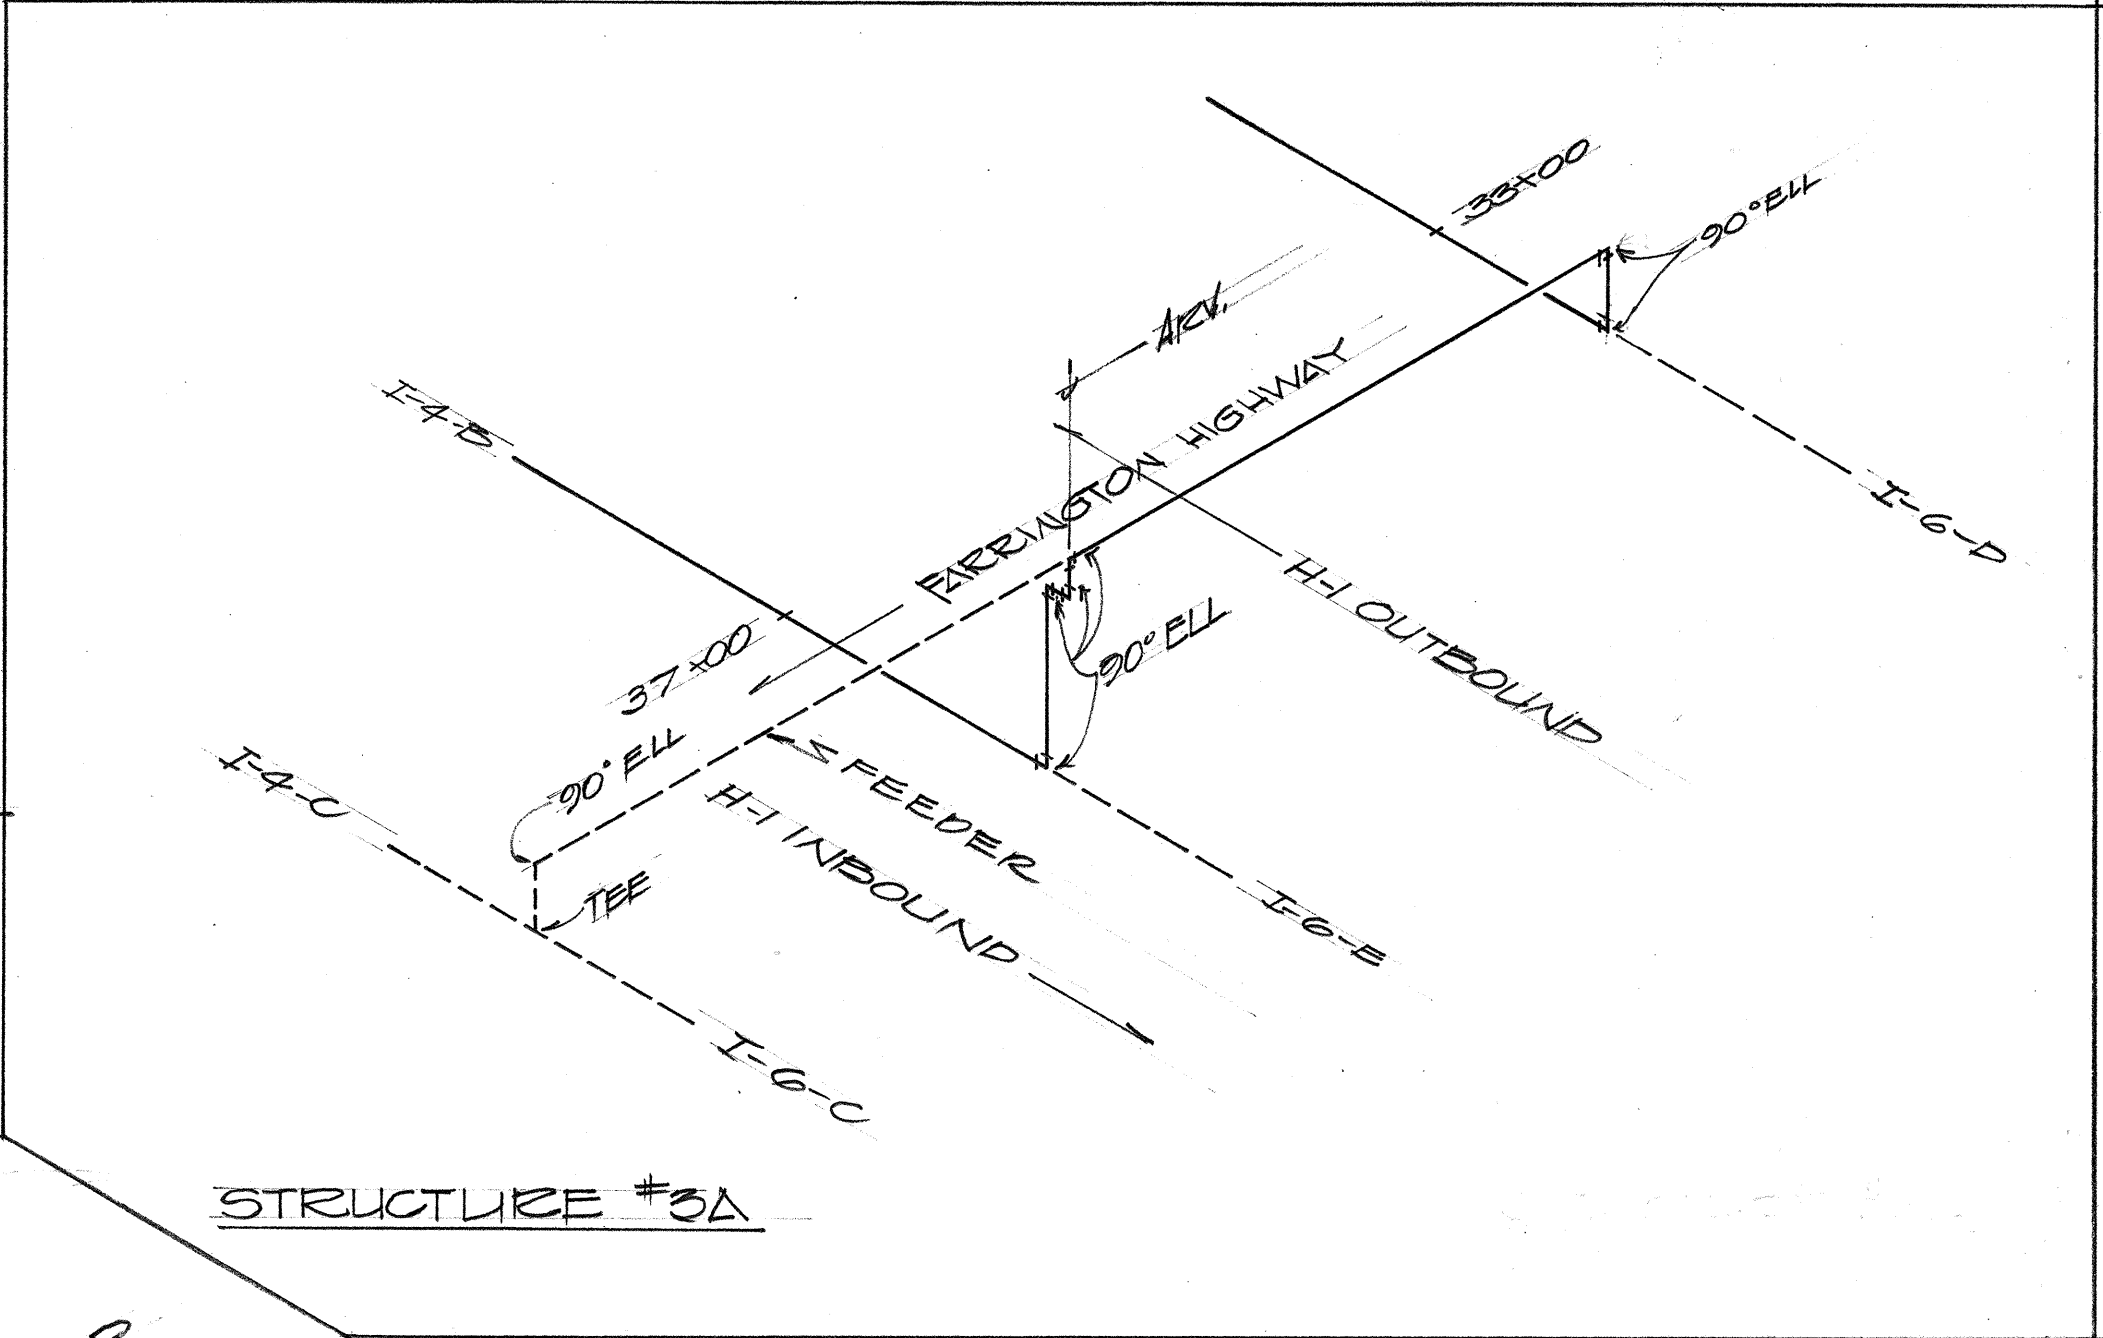 33+00
90° ELL
A.R.V.
FARRINGTON HIGHWAY
I-4-B
I-6-D
H-1 OUTBOUND
90° ELL
37+00
90° ELL
FEEDER
H-1 INBOUND
I-4-C
TEE
I-6-E
I-6-C
STRUCTURE #3A